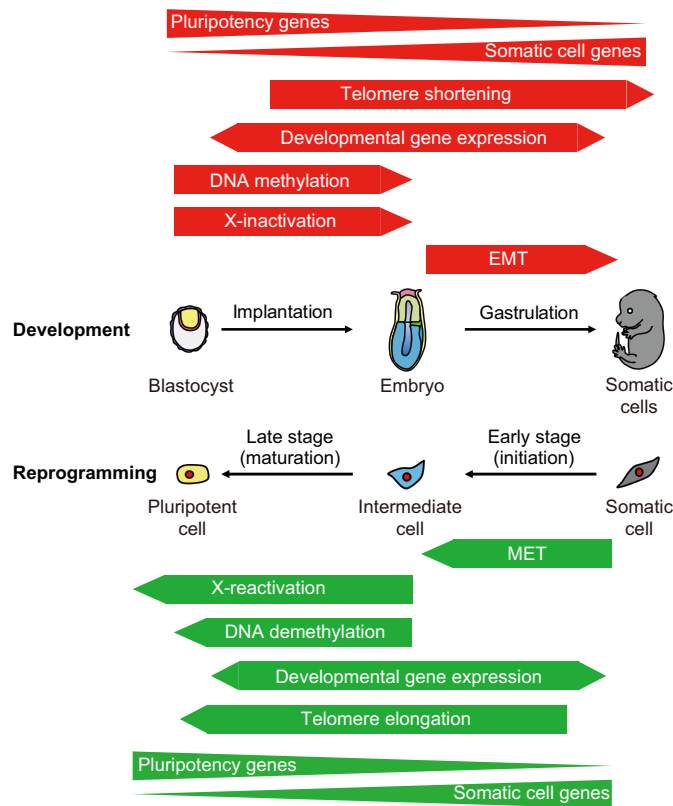 Pluripotency genes
Somatic cell genes
Telomere shortening
Developmental gene expression
DNA methylation
X-inactivation
EMT
Development
Implantation
Gastrulation
Blastocyst
Embryo
Somatic
cells
Reprogramming
Late stage
(maturation)
Early stage
(initiation)
Pluripotent
cell
Intermediate
cell
Somatic
cell
MET
X-reactivation
DNA demethylation
Developmental gene expression
Telomere elongation
Pluripotency genes
Somatic cell genes